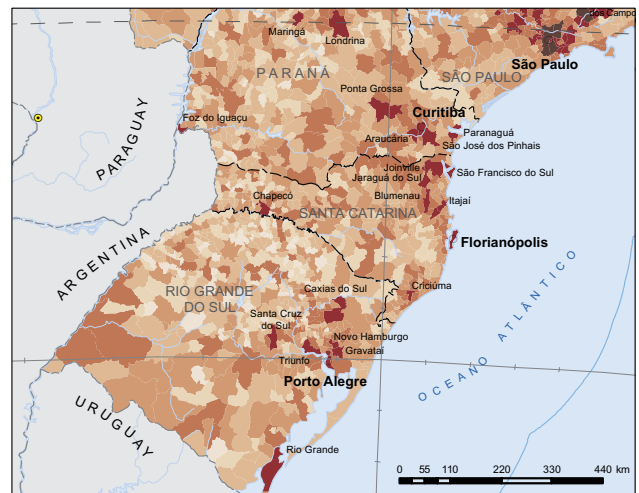 dos Campo
Maringá
Londrina
São Paulo
PARANÁ
SÃO PAULO
Ponta Grossa
Curitiba
Foz do Iguaçu
Paranaguá
Araucária
São José dos Pinhais
PARAGUAY
Joinville
São Francisco do Sul
Jaraguá do Sul
Chapecó
Blumenau
Itajaí
SANTA CATARINA
Florianópolis
ARGENTINA
RIO GRANDE
DO SUL
Caxias do Sul
Criciúma
Santa Cruz
do Sul
OCEANO ATLÂNTICO
Novo Hamburgo
Triunfo
Gravataí
Porto Alegre
URUGUAY
Rio Grande
0 55 110 220 330 440 km